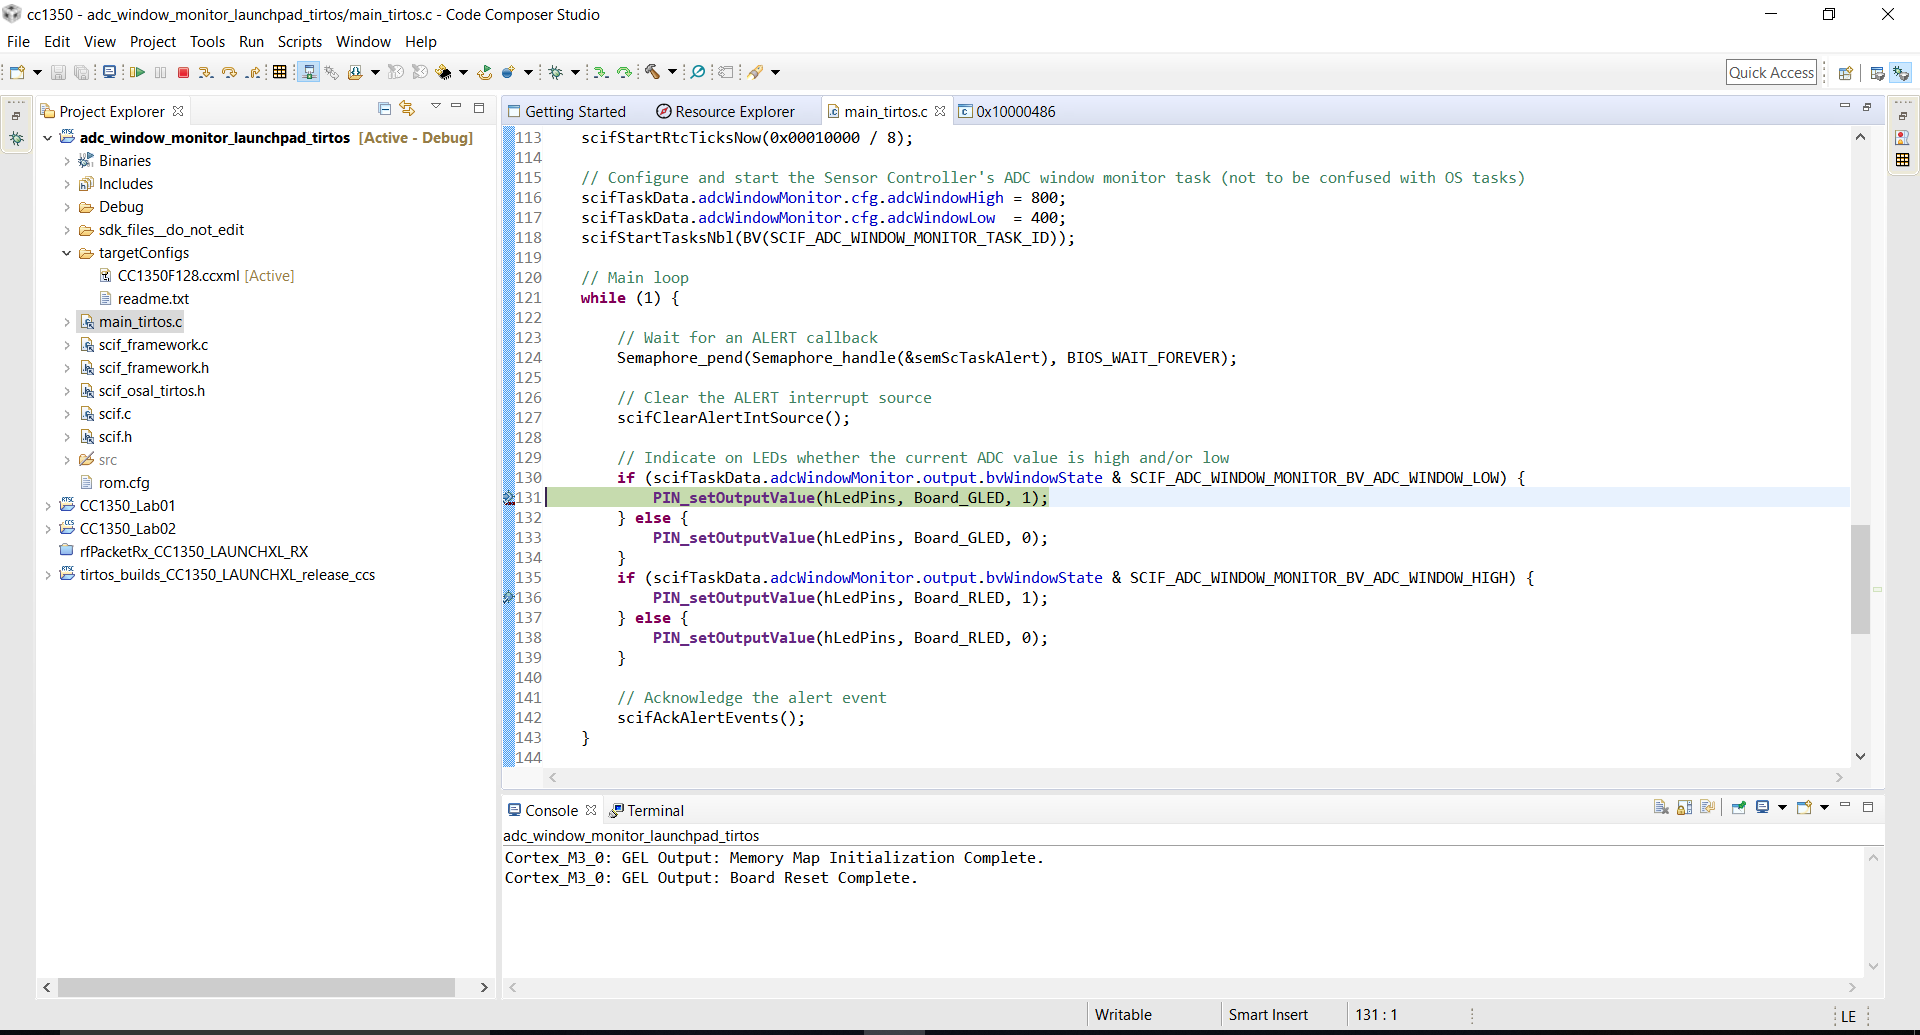 cc1350 - adc_window_monitor_launchpad_tirtos/main_tirtos.c - Code Composer Studio
File Edit View Project Tools Run Scripts Window Help
Quick Access
Project Explorer
adc_window_monitor_launchpad_tirtos [Active - Debug]
Binaries
Includes
Debug
sdk_files__do_not_edit
targetConfigs
CC1350F128.ccxml [Active]
readme.txt
main_tirtos.c
scif_framework.c
scif_framework.h
scif_osal_tirtos.h
scif.c
scif.h
src
rom.cfg
CC1350_Lab01
CC1350_Lab02
rfPacketRx_CC1350_LAUNCHXL_RX
tirtos_builds_CC1350_LAUNCHXL_release_ccs
Getting Started Resource Explorer main_tirtos.c 0x10000486
113 scifStartRtcTicksNow(0x00010000 / 8);
114
115 // Configure and start the Sensor Controller's ADC window monitor task (not to be confused with OS tasks)
116 scifTaskData.adcWindowMonitor.cfg.adcWindowHigh = 800;
117 scifTaskData.adcWindowMonitor.cfg.adcWindowLow  = 400;
118 scifStartTasksNbl(BV(SCIF_ADC_WINDOW_MONITOR_TASK_ID));
119
120 // Main loop
121 while (1) {
122
123 // Wait for an ALERT callback
124 Semaphore_pend(Semaphore_handle(&semScTaskAlert), BIOS_WAIT_FOREVER);
125
126 // Clear the ALERT interrupt source
127 scifClearAlertIntSource();
128
129 // Indicate on LEDs whether the current ADC value is high and/or low
130 if (scifTaskData.adcWindowMonitor.output.bvWindowState & SCIF_ADC_WINDOW_MONITOR_BV_ADC_WINDOW_LOW) {
131 PIN_setOutputValue(hLedPins, Board_GLED, 1);
132 } else {
133 PIN_setOutputValue(hLedPins, Board_GLED, 0);
134 }
135 if (scifTaskData.adcWindowMonitor.output.bvWindowState & SCIF_ADC_WINDOW_MONITOR_BV_ADC_WINDOW_HIGH) {
136 PIN_setOutputValue(hLedPins, Board_RLED, 1);
137 } else {
138 PIN_setOutputValue(hLedPins, Board_RLED, 0);
139 }
140
141 // Acknowledge the alert event
142 scifAckAlertEvents();
143 }
144
Console Terminal
adc_window_monitor_launchpad_tirtos
Cortex_M3_0: GEL Output: Memory Map Initialization Complete.
Cortex_M3_0: GEL Output: Board Reset Complete.
Writable Smart Insert 131 : 1 LE